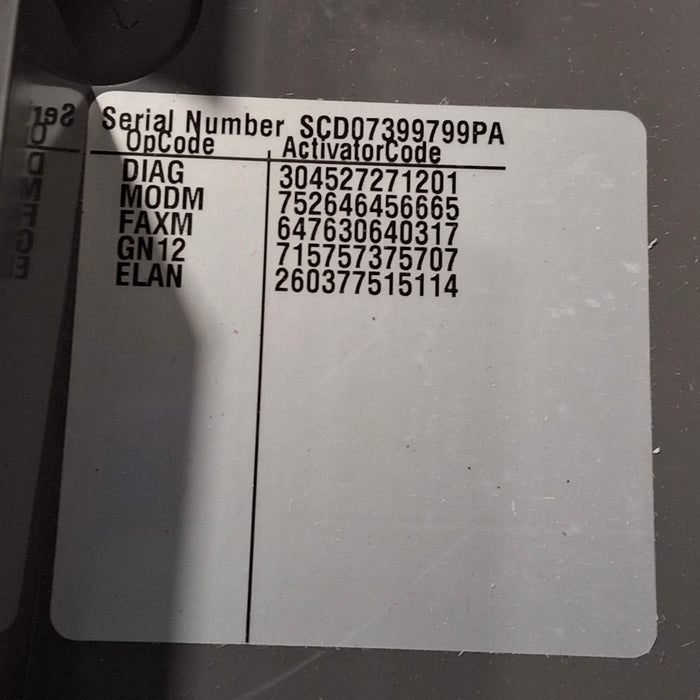 Serial Number SCD07399799PA
OpCode ActivatorCode
DIAG 304527271201
MODM 752646456665
FAXM 647630640317
GN12 715757375707
ELAN 260377515114